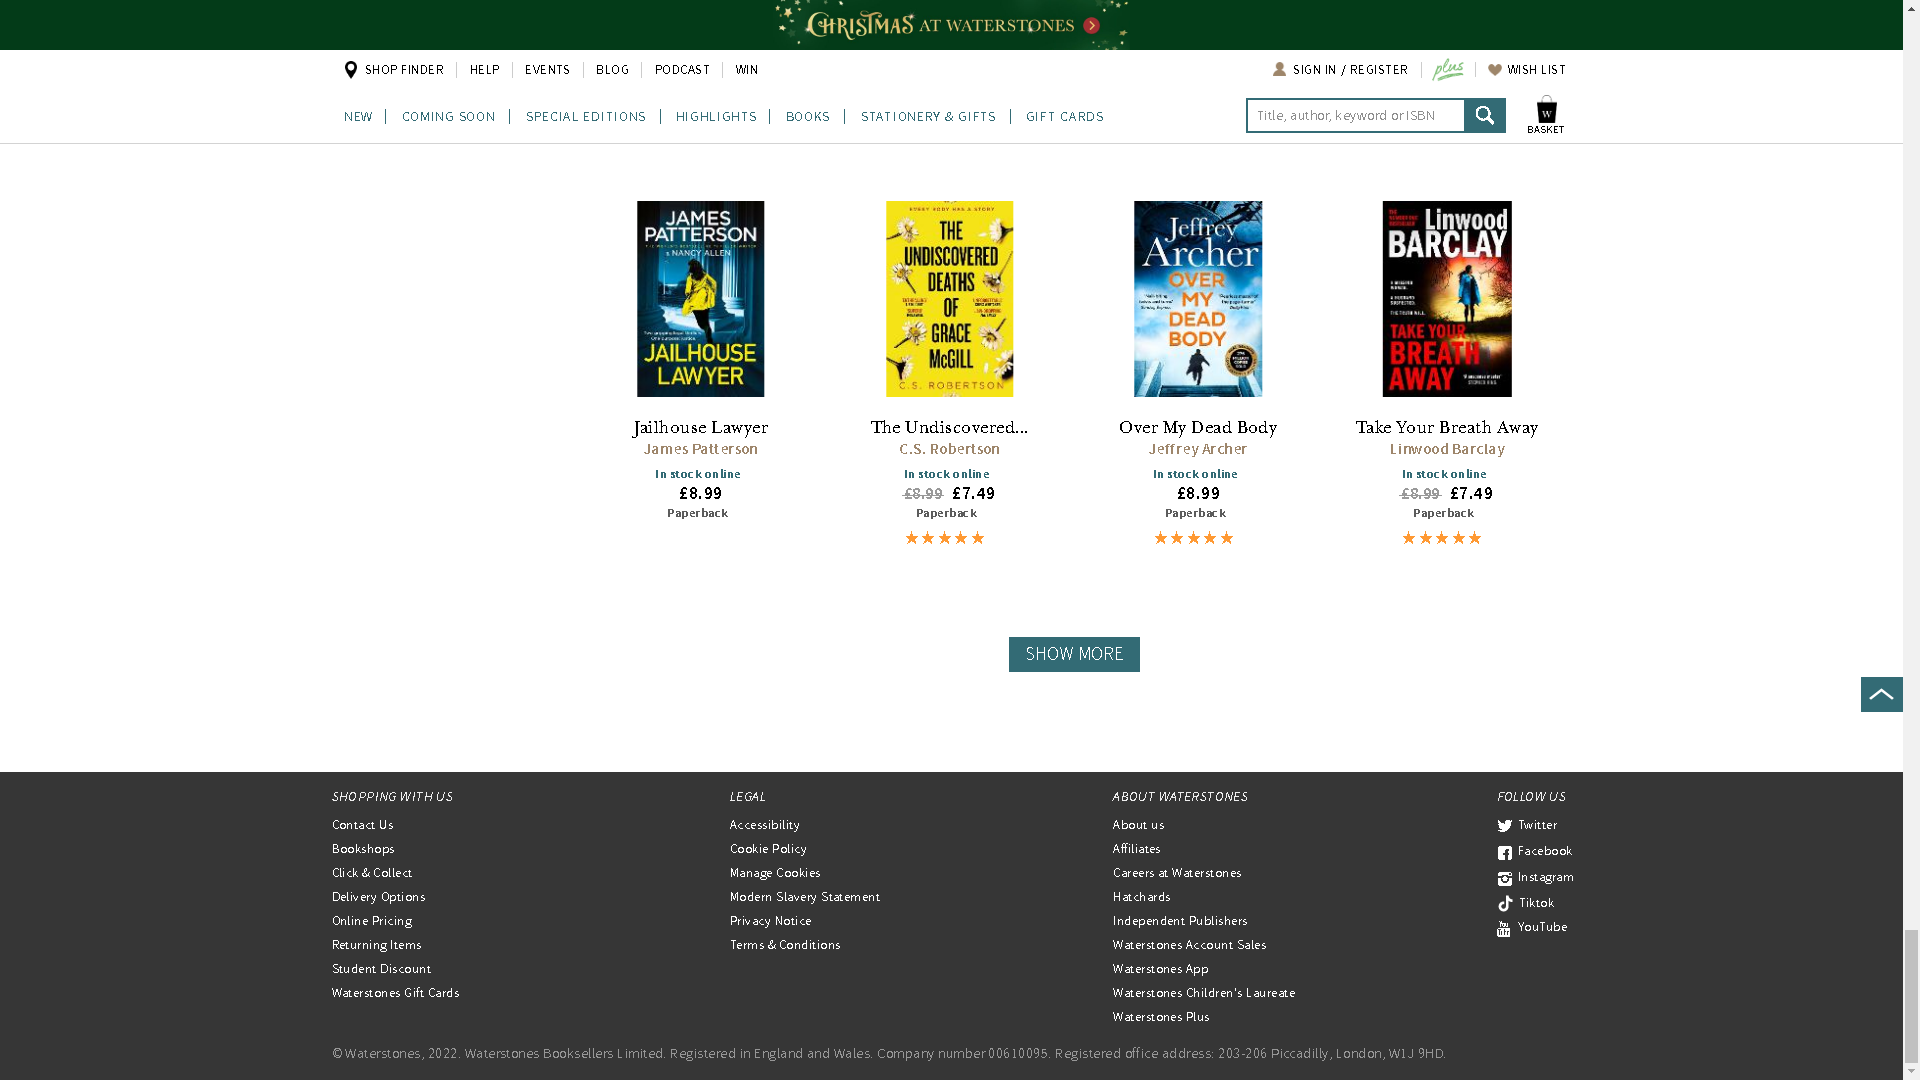 CHRISTMAS AT WATERSTONES
SHOP FINDER HELP EVENTS BLOG PODCAST WIN
SIGN IN / REGISTER plus WISH LIST
NEW COMING SOON SPECIAL EDITIONS HIGHLIGHTS BOOKS STATIONERY & GIFTS GIFT CARDS
Title, author, keyword or ISBN
W
BASKET
JAMES
PATTERSON
& NANCY ALLEN
JAILHOUSE
LAWYER
EVERY BODY HAS A STORY
THE
UNDISCOVERED
DEATHS
OF
GRACE
McGILL
C.S. ROBERTSON
Jeffrey
Archer
OVER
MY
DEAD
BODY
Linwood
BARCLAY
A MISSING
WOMAN.
A HUSBAND
SUSPECTED.
THE TRUTH WILL
TAKE YOUR
BREATH
AWAY
Jailhouse Lawyer
James Patterson
In stock online
£8.99
Paperback
The Undiscovered...
C.S. Robertson
In stock online
£8.99 £7.49
Paperback
Over My Dead Body
Jeffrey Archer
In stock online
£8.99
Paperback
Take Your Breath Away
Linwood Barclay
In stock online
£8.99 £7.49
Paperback
SHOW MORE
SHOPPING WITH US
Contact Us
Bookshops
Click & Collect
Delivery Options
Online Pricing
Returning Items
Student Discount
Waterstones Gift Cards
LEGAL
Accessibility
Cookie Policy
Manage Cookies
Modern Slavery Statement
Privacy Notice
Terms & Conditions
ABOUT WATERSTONES
About us
Affiliates
Careers at Waterstones
Hatchards
Independent Publishers
Waterstones Account Sales
Waterstones App
Waterstones Children's Laureate
Waterstones Plus
FOLLOW US
Twitter
Facebook
Instagram
Tiktok
YouTube
© Waterstones, 2022. Waterstones Booksellers Limited. Registered in England and Wales. Company number 00610095. Registered office address: 203-206 Piccadilly, London, W1J 9HD.